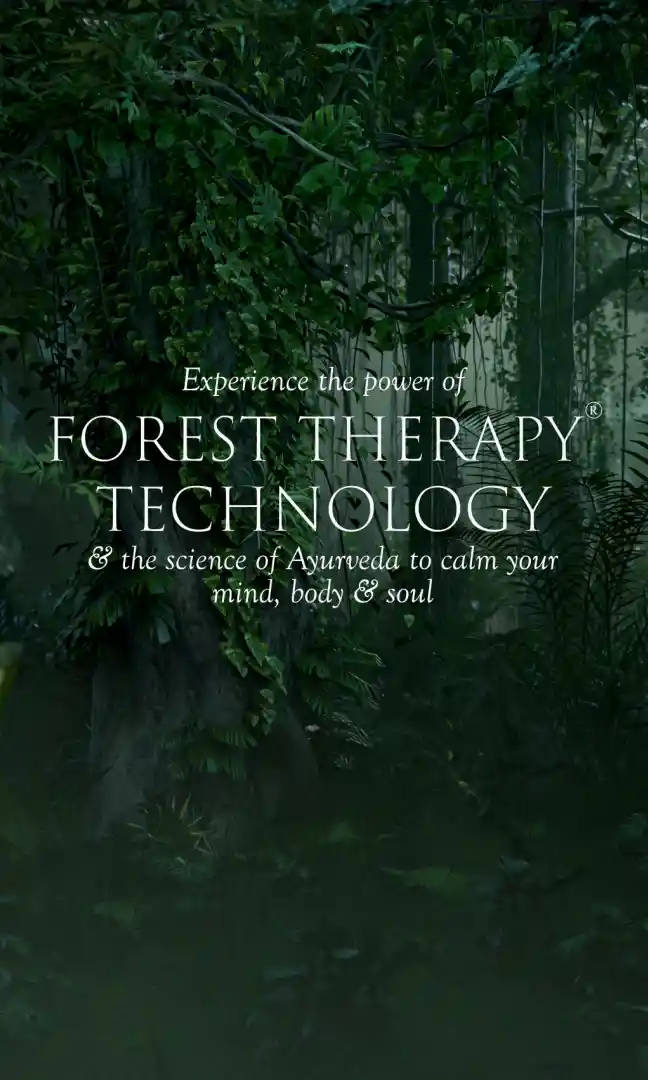 Experience the power of
FOREST THERAPY®
TECHNOLOGY
& the science of Ayurveda to calm your
mind, body & soul